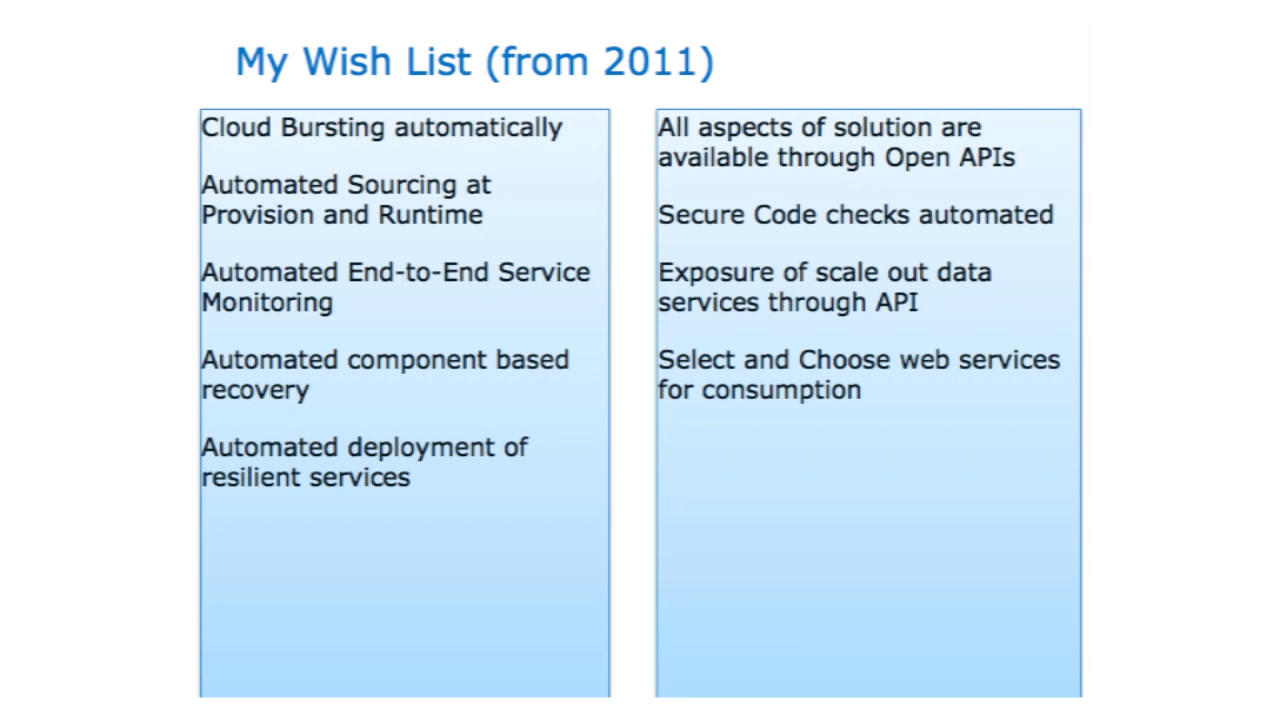 My Wish List (from 2011)
Cloud Bursting automatically
Automated Sourcing at
Provision and Runtime
Automated End-to-End Service
Monitoring
Automated component based
recovery
Automated deployment of
resilient services
All aspects of solution are
available through Open APIs
Secure Code checks automated
Exposure of scale out data
services through API
Select and Choose web services
for consumption